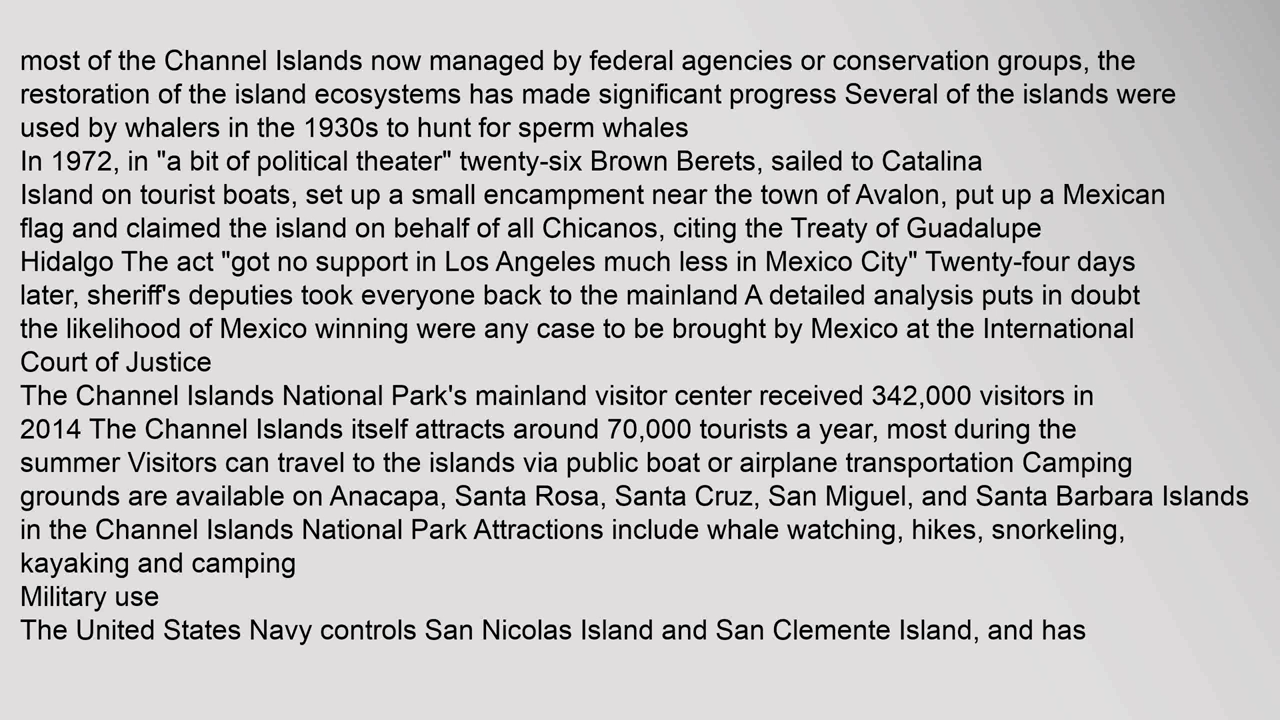 most of the Channel Islands now managed by federal agencies or conservation groups, the
restoration of the island ecosystems has made significant progress Several of the islands were
used by whalers in the 1930s to hunt for sperm whales
In 1972, in "a bit of political theater" twenty-six Brown Berets, sailed to Catalina
Island on tourist boats, set up a small encampment near the town of Avalon, put up a Mexican
flag and claimed the island on behalf of all Chicanos, citing the Treaty of Guadalupe
Hidalgo The act "got no support in Los Angeles much less in Mexico City" Twenty-four days
later, sheriff's deputies took everyone back to the mainland A detailed analysis puts in doubt
the likelihood of Mexico winning were any case to be brought by Mexico at the International
Court of Justice
The Channel Islands National Park's mainland visitor center received 342,000 visitors in
2014 The Channel Islands itself attracts around 70,000 tourists a year, most during the
summer Visitors can travel to the islands via public boat or airplane transportation Camping
grounds are available on Anacapa, Santa Rosa, Santa Cruz, San Miguel, and Santa Barbara Islands
in the Channel Islands National Park Attractions include whale watching, hikes, snorkeling,
kayaking and camping
Military use
The United States Navy controls San Nicolas Island and San Clemente Island, and has